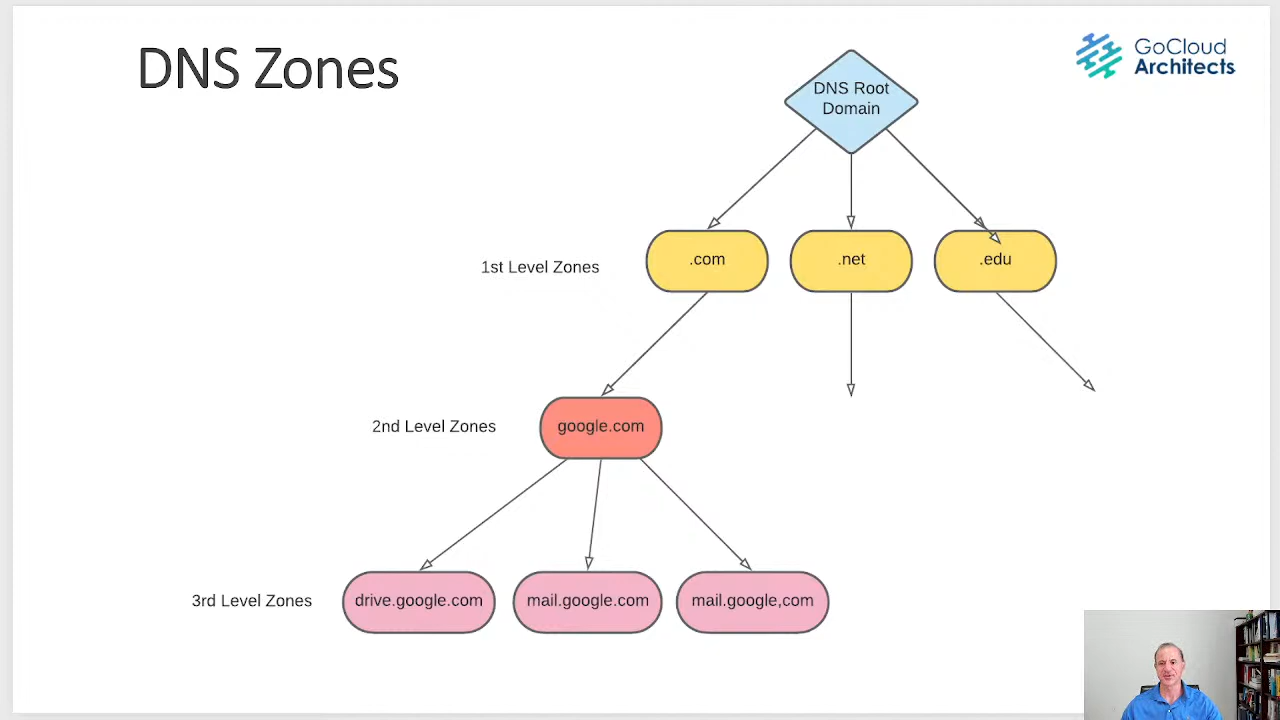 DNS Zones
GoCloud
Architects
DNS Root
Domain
1st Level Zones
.com
.net
.edu
2nd Level Zones
google.com
3rd Level Zones
drive.google.com
mail.google.com
mail.google,com